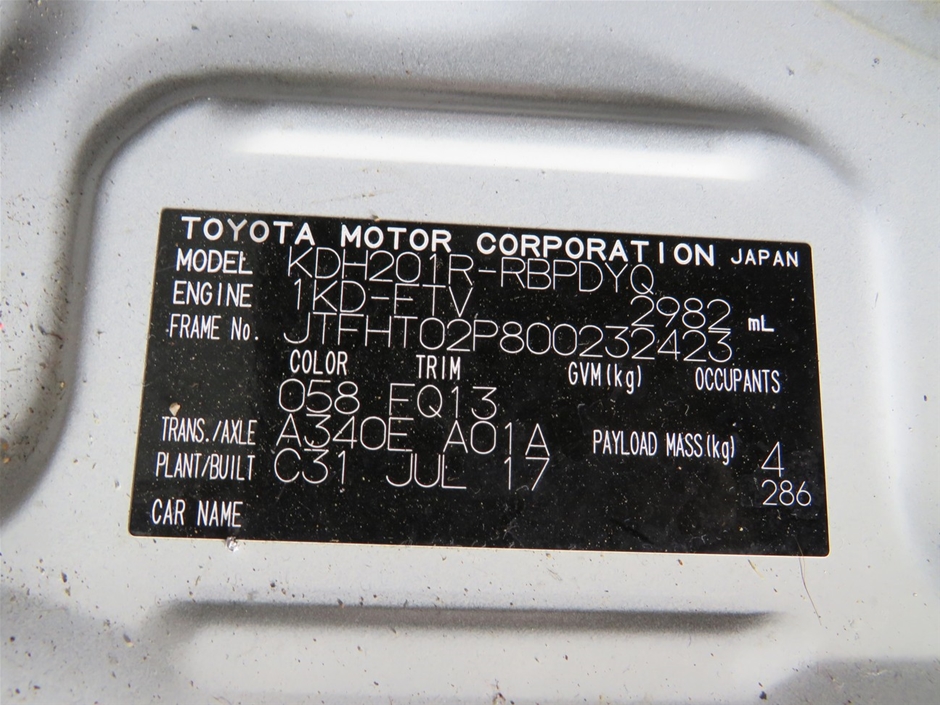 TOYOTA MOTOR CORPORATION JAPAN
MODEL KDH201R-RBPDYQ
ENGINE 1KD-FTV 2982 mL
FRAME No. JTFHT02P800232423
COLOR TRIM GVM(kg) OCCUPANTS
058 FQ13
TRANS./AXLE A340E A01A PAYLOAD MASS(kg) 4
PLANT/BUILT C31 JUL 17 286
CAR NAME